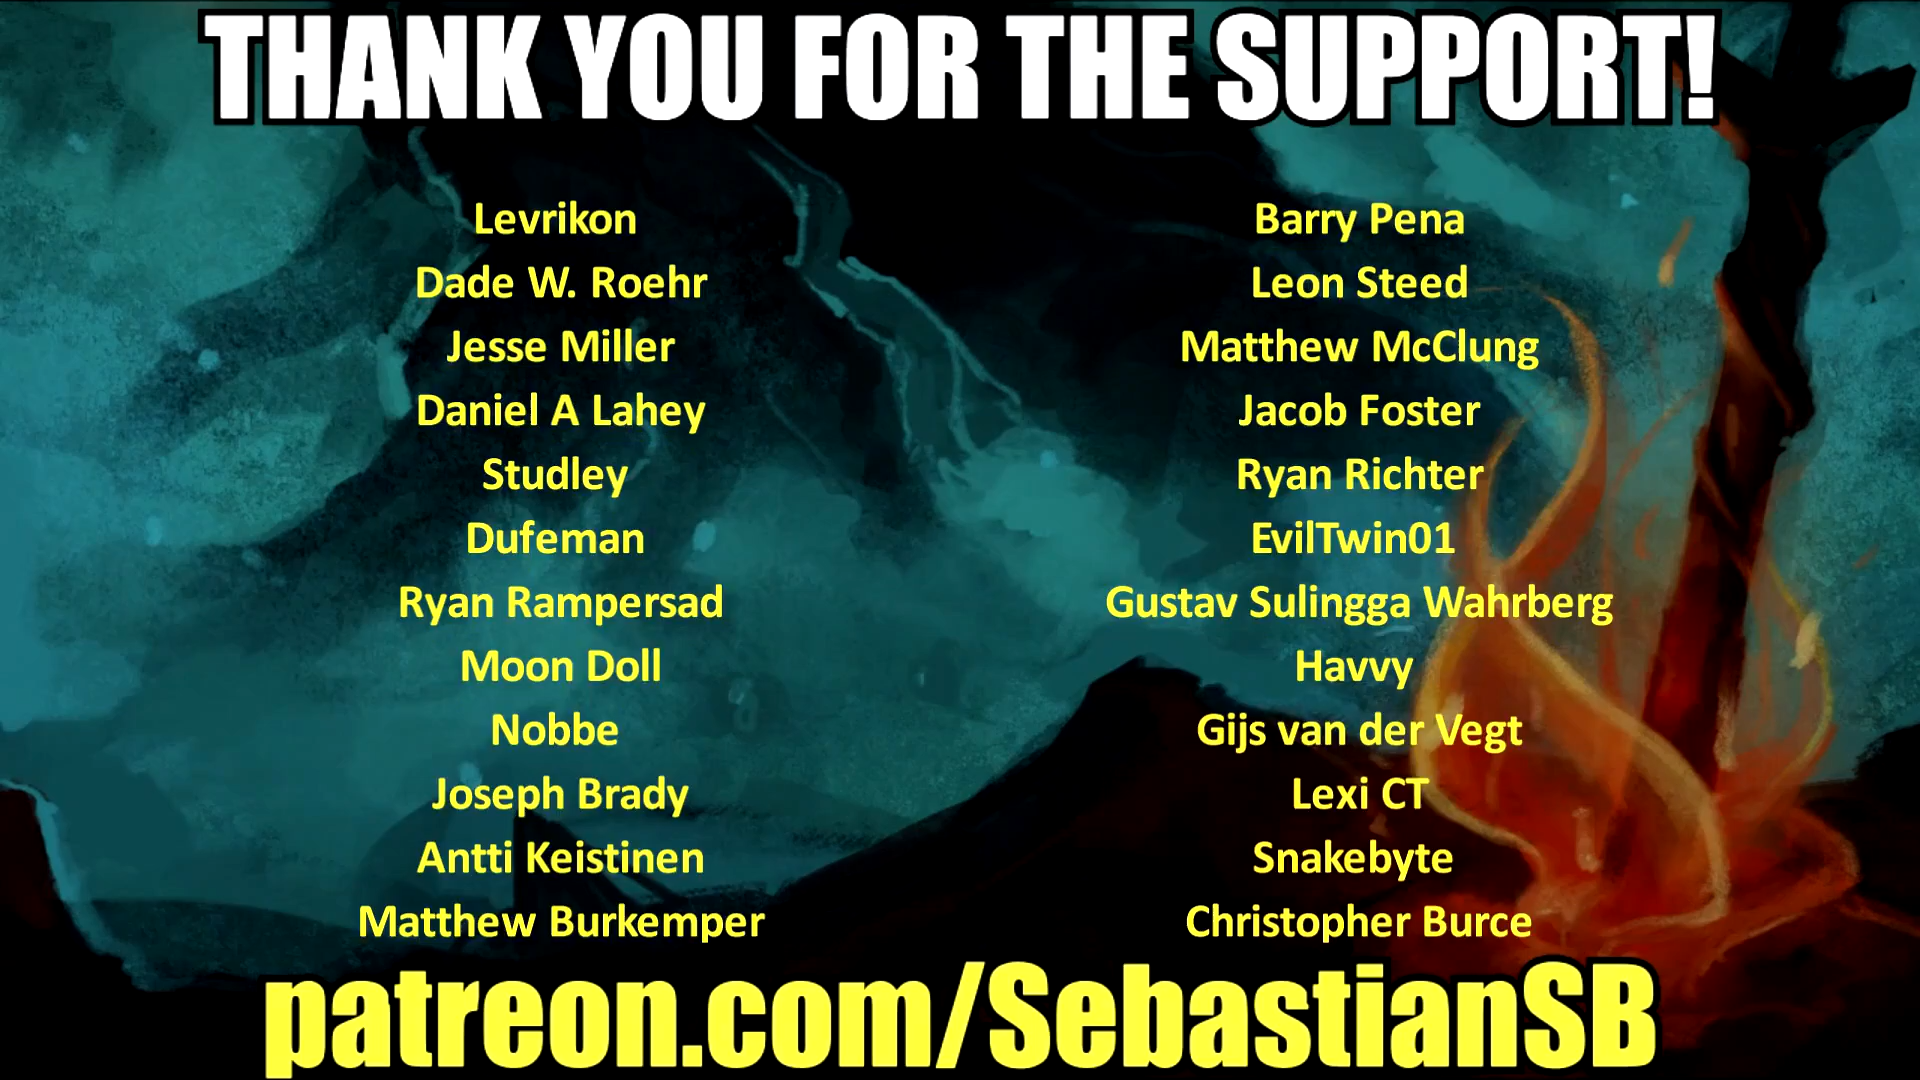 THANK YOU FOR THE SUPPORT!
Levrikon
Dade W. Roehr
Jesse Miller
Daniel A Lahey
Studley
Dufeman
Ryan Rampersad
Moon Doll
Nobbe
Joseph Brady
Antti Keistinen
Matthew Burkemper
Barry Pena
Leon Steed
Matthew McClung
Jacob Foster
Ryan Richter
EvilTwin01
Gustav Sulingga Wahrberg
Havvy
Gijs van der Vegt
Lexi CT
Snakebyte
Christopher Burce
patreon.com/SebastianSB